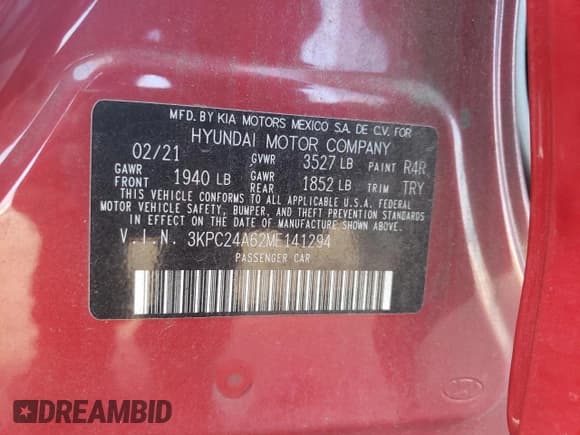 MFD. BY KIA MOTORS MEXICO S.A. DE C.V. FOR
HYUNDAI MOTOR COMPANY
02/21 GVWR 3527 LB PAINT R4R
GAWR FRONT 1940 LB GAWR REAR 1852 LB TRIM TRY
THIS VEHICLE CONFORMS TO ALL APPLICABLE U.S.A. FEDERAL
MOTOR VEHICLE SAFETY, BUMPER, AND THEFT PREVENTION STANDARDS
IN EFFECT ON THE DATE OF MANUFACTURE SHOWN ABOVE.
V.I.N. 3KPC24A62ME141294
PASSENGER CAR
DREAMBID